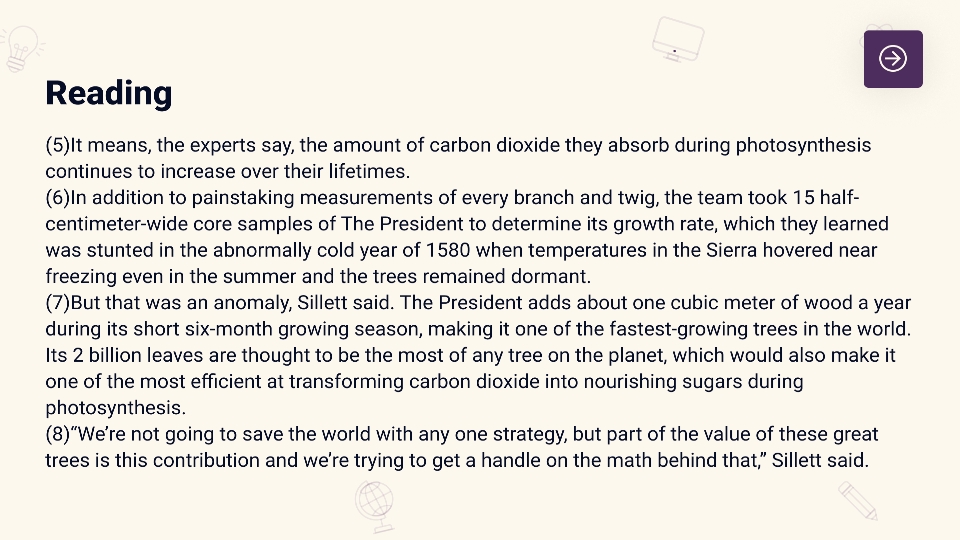 Reading
(5)It means, the experts say, the amount of carbon dioxide they absorb during photosynthesis
continues to increase over their lifetimes.
(6)In addition to painstaking measurements of every branch and twig, the team took 15 half-
centimeter-wide core samples of The President to determine its growth rate, which they learned
was stunted in the abnormally cold year of 1580 when temperatures in the Sierra hovered near
freezing even in the summer and the trees remained dormant.
(7)But that was an anomaly, Sillett said. The President adds about one cubic meter of wood a year
during its short six-month growing season, making it one of the fastest-growing trees in the world.
Its 2 billion leaves are thought to be the most of any tree on the planet, which would also make it
one of the most efficient at transforming carbon dioxide into nourishing sugars during
photosynthesis.
(8)“We’re not going to save the world with any one strategy, but part of the value of these great
trees is this contribution and we’re trying to get a handle on the math behind that,” Sillett said.